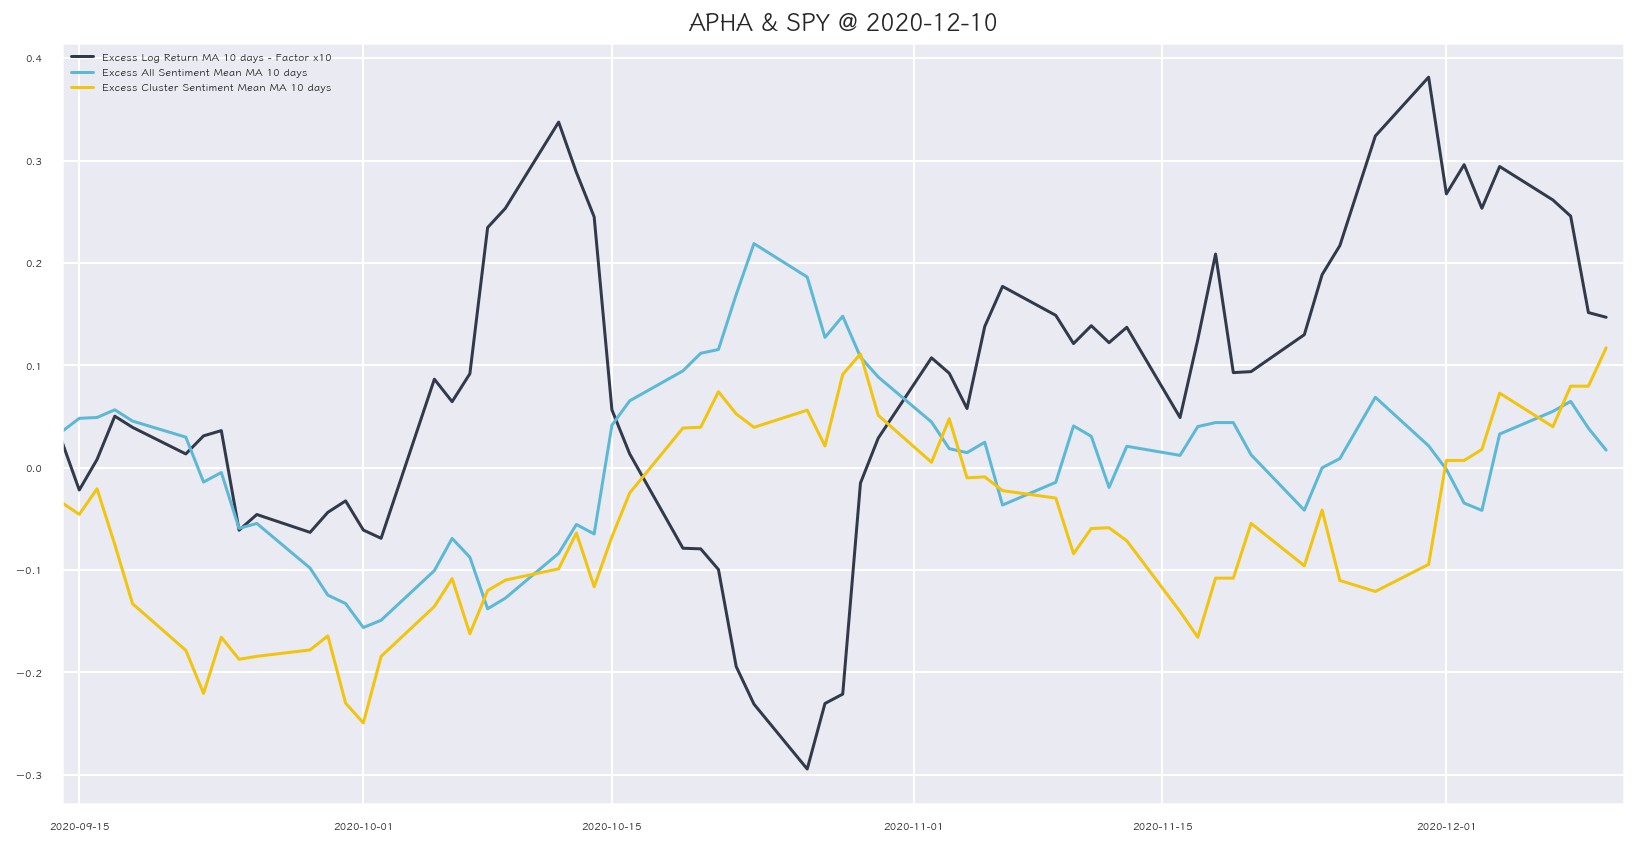 APHA & SPY @ 2020-12-10
0.4
Excess Log Return MA 10 days - Factor x10
Excess All Sentiment Mean MA 10 days
Excess Cluster Sentiment Mean MA 10 days
0.3
0.2
0.1
0.0
−0.1
−0.2
−0.3
2020-09-15 2020-10-01 2020-10-15 2020-11-01 2020-11-15 2020-12-01